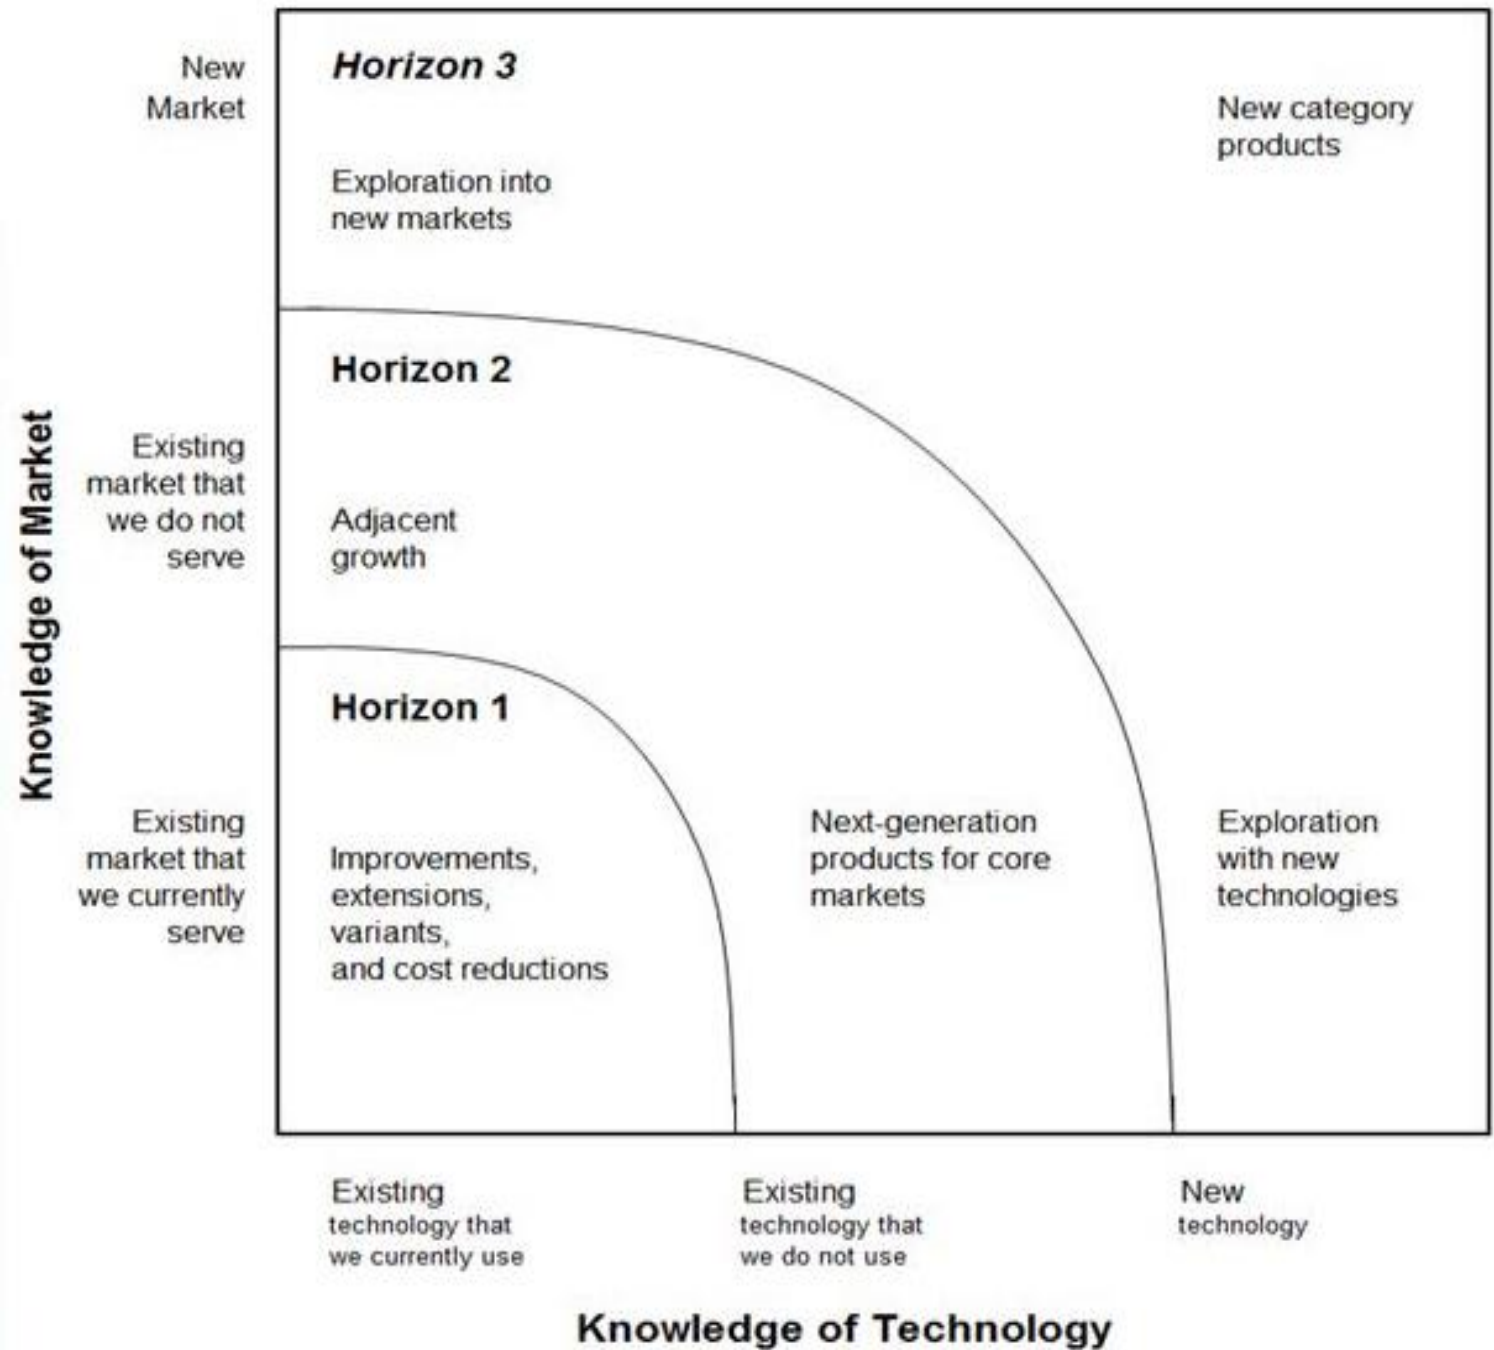 New
Market
Horizon 3
New category
products
Exploration into
new markets
Horizon 2
Existing
market that
we do not
serve
Adjacent
growth
Knowledge of Market
Horizon 1
Existing
market that
we currently
serve
Improvements,
extensions,
variants,
and cost reductions
Next-generation
products for core
markets
Exploration
with new
technologies
Existing
technology that
we currently use
Existing
technology that
we do not use
New
technology
Knowledge of Technology